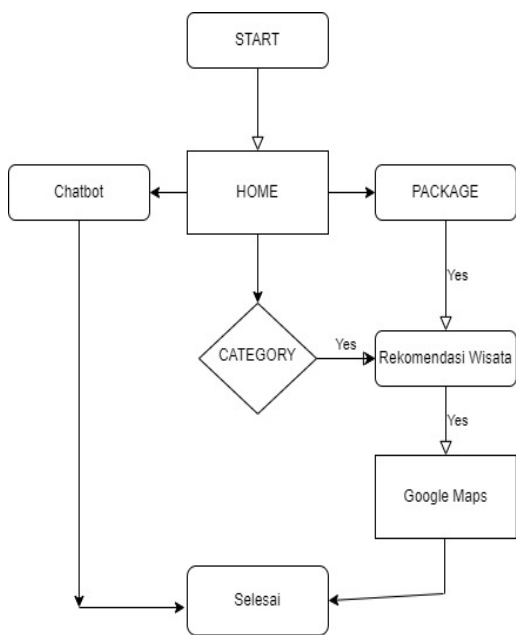 START
Chatbot
HOME
PACKAGE
Yes
CATEGORY
Yes
Rekomendasi Wisata
Yes
Google Maps
Selesai